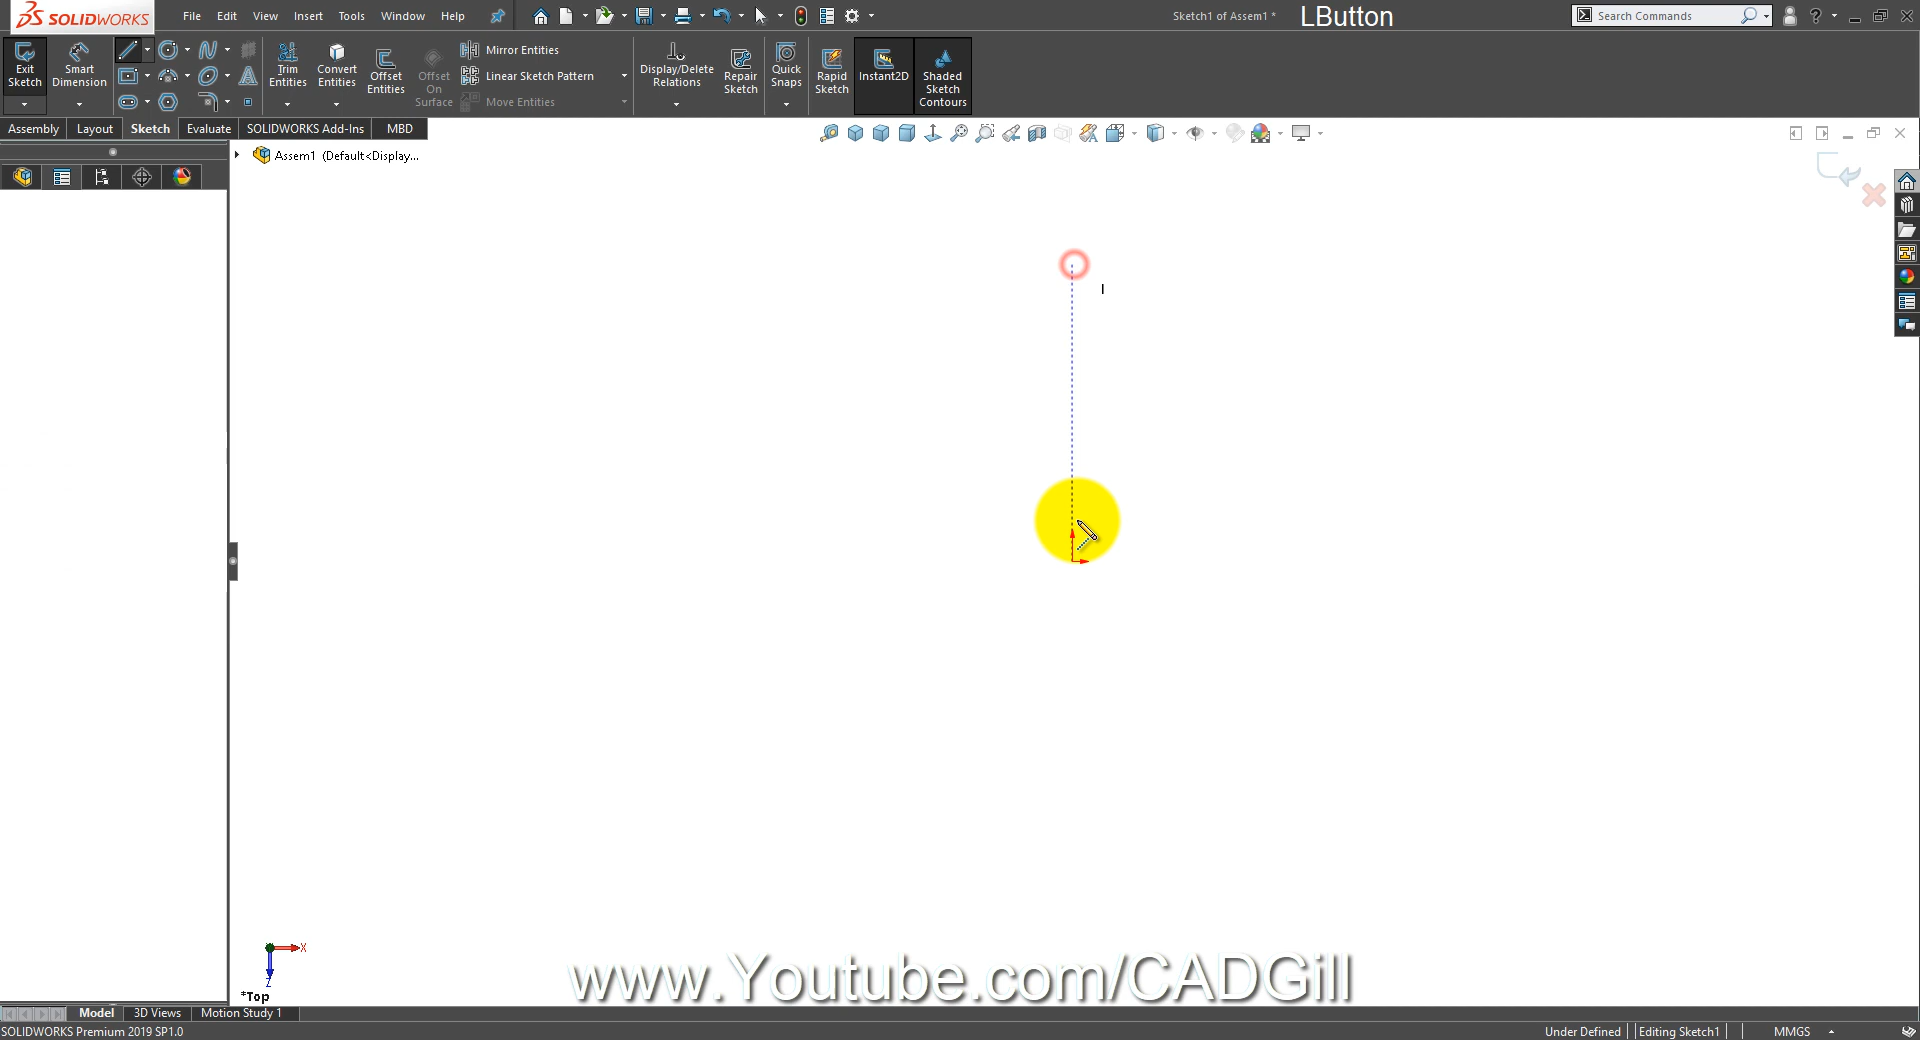 SOLIDWORKS
File Edit View Insert Tools Window Help
Sketch1 of Assem1 *
LButton
Search Commands
Exit Sketch
Smart Dimension
Trim Entities
Convert Entities
Offset Entities
Offset On Surface
Mirror Entities
Linear Sketch Pattern
Move Entities
Display/Delete Relations
Repair Sketch
Quick Snaps
Rapid Sketch
Instant2D
Shaded Sketch Contours
Assembly Layout Sketch Evaluate SOLIDWORKS Add-Ins MBD
Assem1 (Default<Display...
X
Z
*Top
www.Youtube.com/CADGill
Model 3D Views Motion Study 1
SOLIDWORKS Premium 2019 SP1.0
Under Defined Editing Sketch1 MMGS